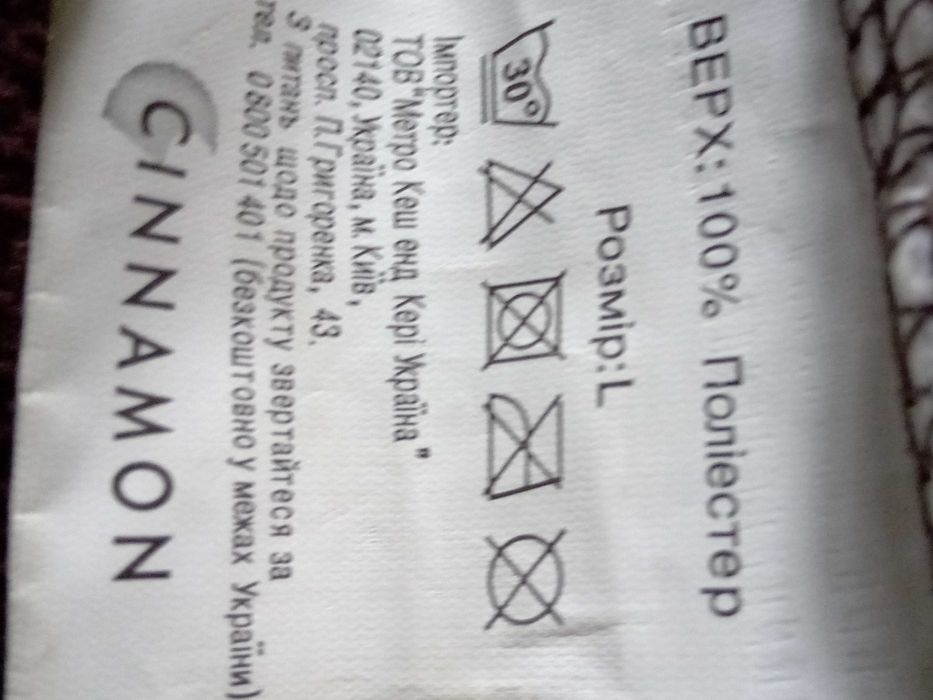 ВЕРХ:100% Поліестер
Розмір:L
30°
Імпортер:
ТОВ"Метро Кеш енд Кері Україна"
02140, Україна, м. Київ,
просп. П.Григоренка, 43.
З питань щодо продукту звертайтеся за
тел. 0 800 501 401 (безкоштовно у межах України)
CINNAMON